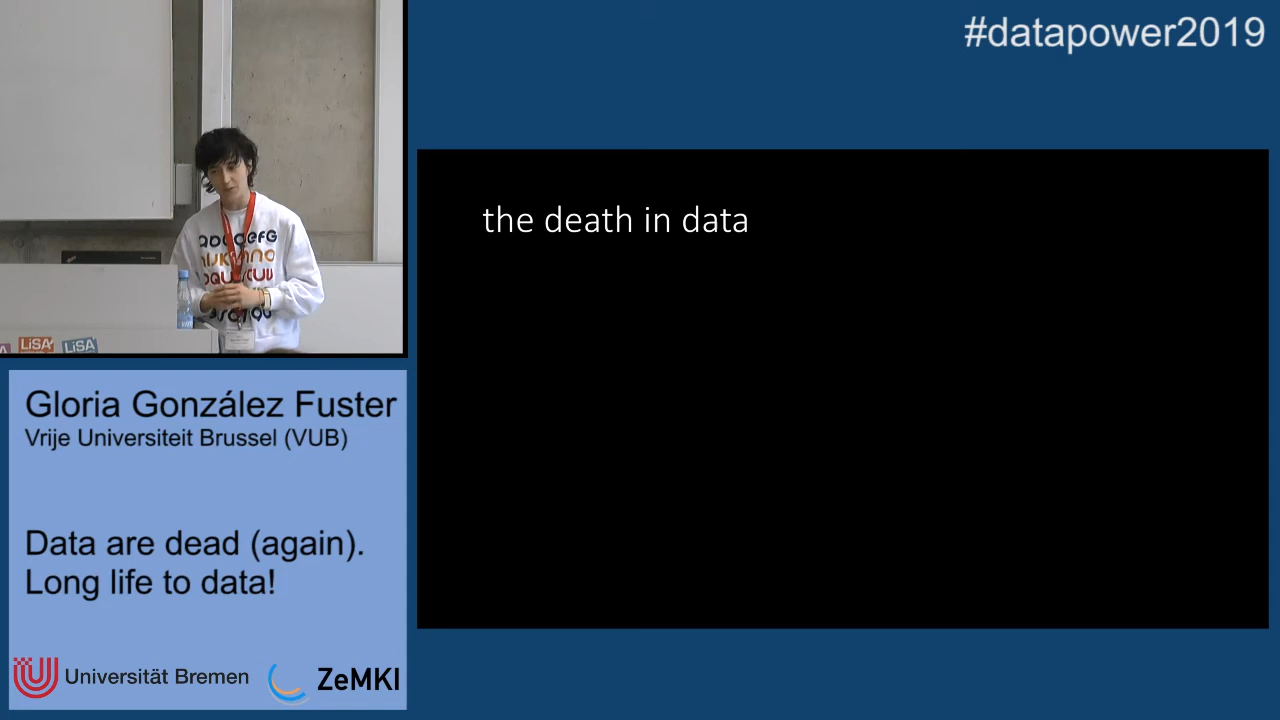 #datapower2019
the death in data
LiSA
LiSA
Gloria González Fuster
Vrije Universiteit Brussel (VUB)
Data are dead (again).
Long life to data!
Universität Bremen
ZeMKI